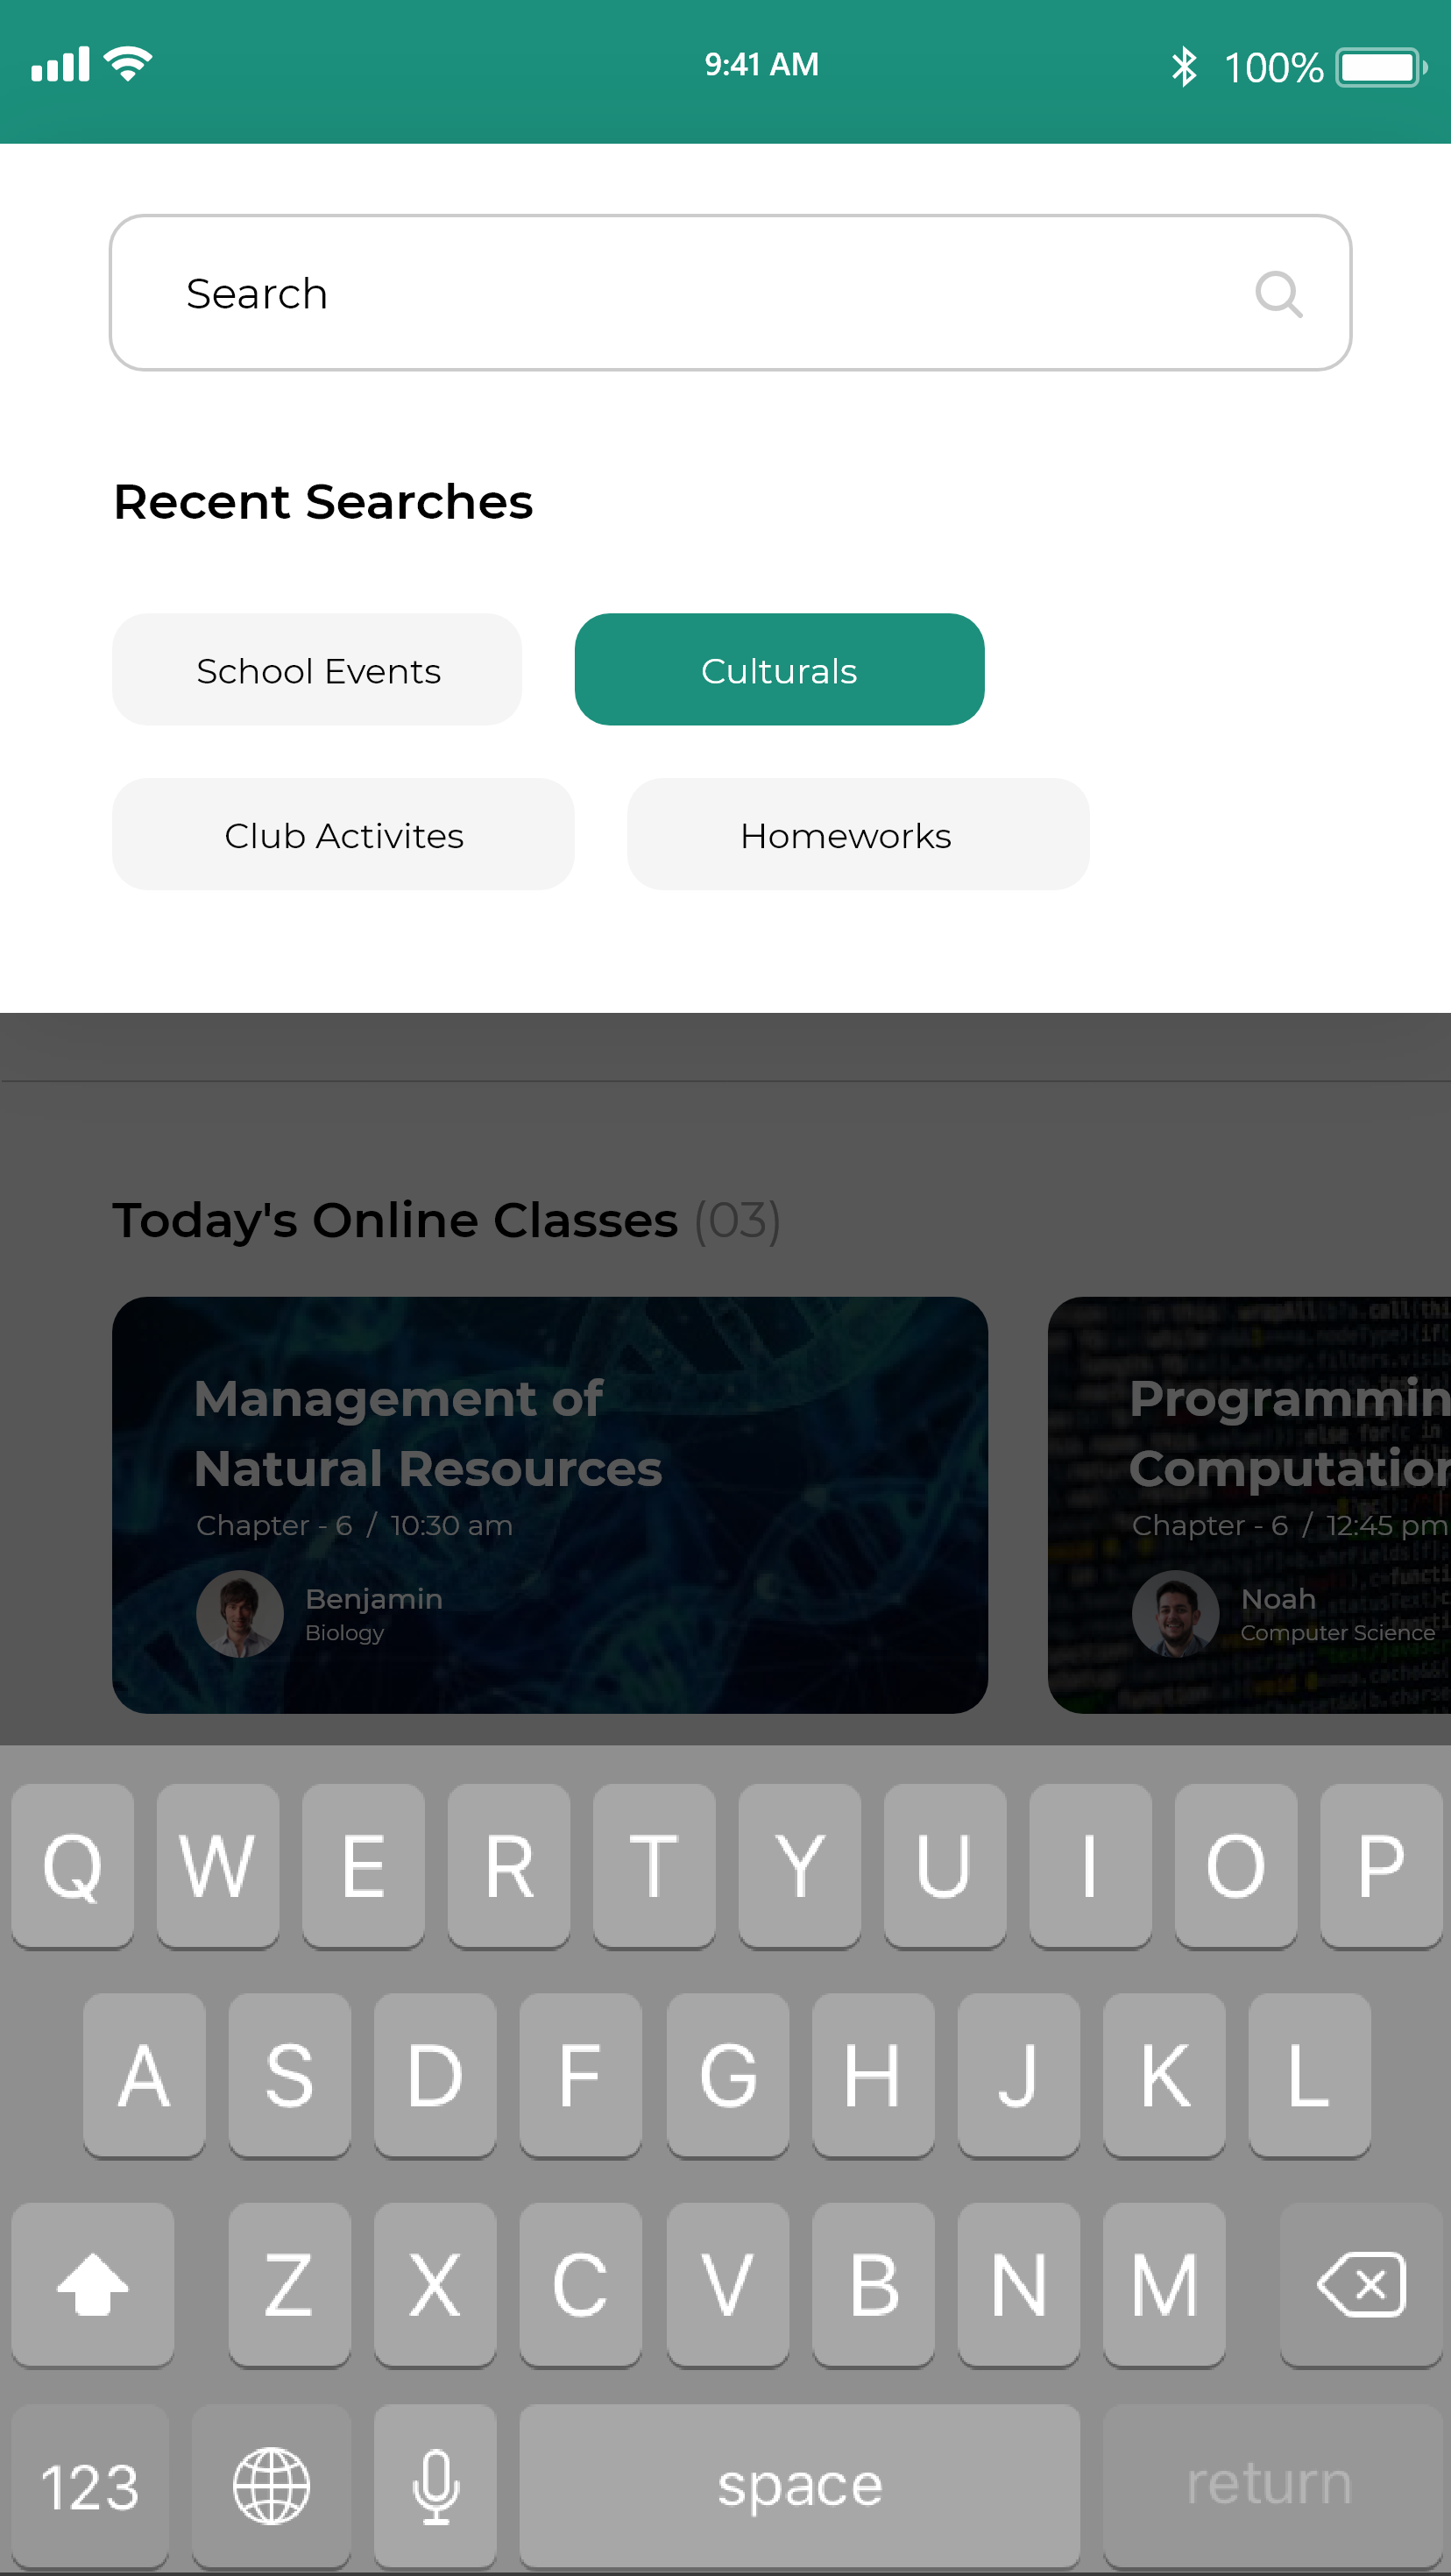 9:41 AM 100%
Search
Recent Searches
School Events Culturals
Club Activites Homeworks
Today's Online Classes (03)
Management of
Natural Resources
Chapter - 6 / 10:30 am
Benjamin
Biology
Programmin
Computation
Chapter - 6 / 12:45 pm
Noah
Computer Science
Q W E R T Y U I O P
A S D F G H J K L
Z X C V B N M
123 space return